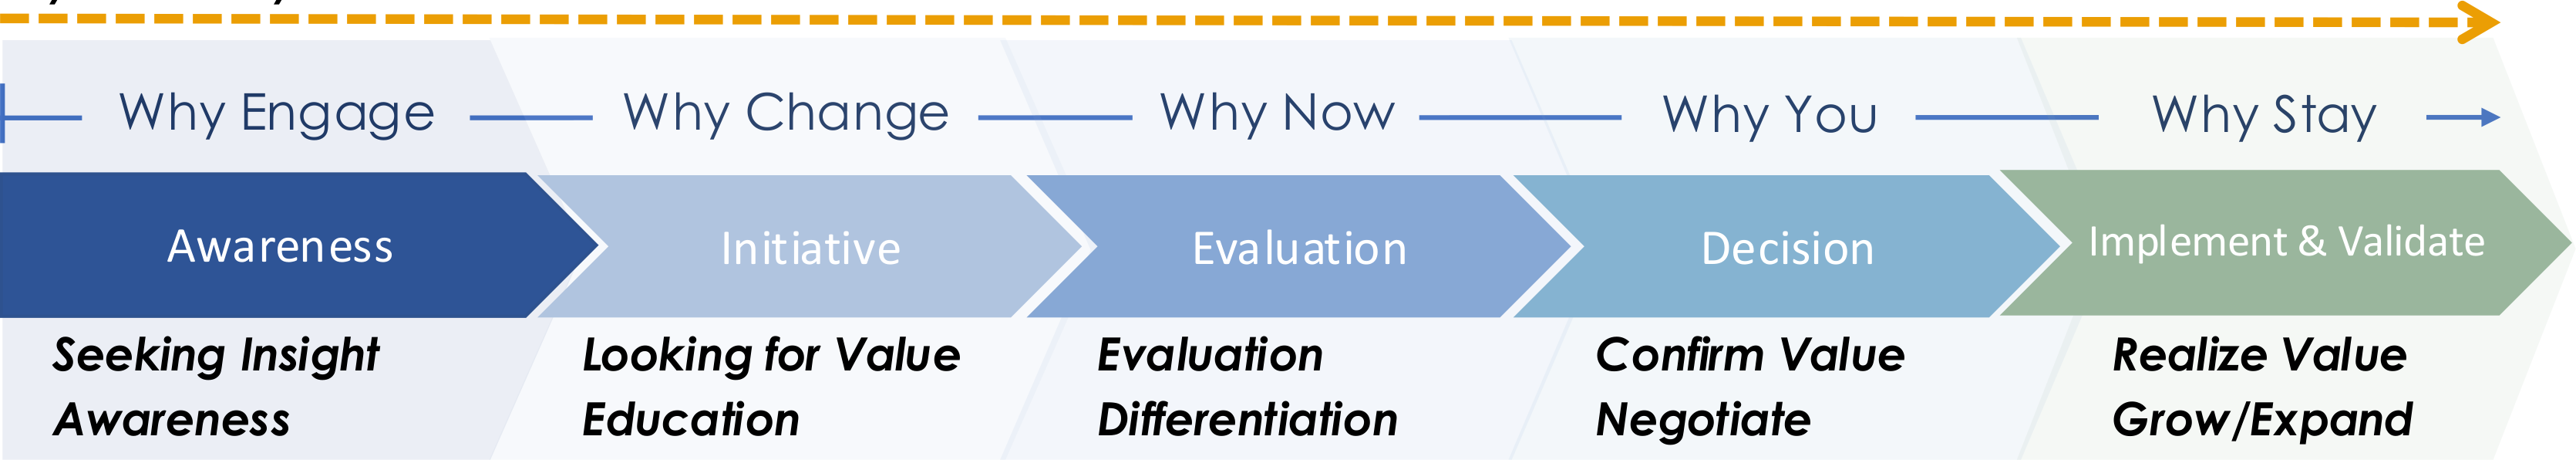 Why Engage
Why Change
Why Now
Why You
Why Stay
Awareness
Initiative
Evaluation
Decision
Implement & Validate
Seeking Insight
Awareness
Looking for Value
Education
Evaluation
Differentiation
Confirm Value
Negotiate
Realize Value
Grow/Expand